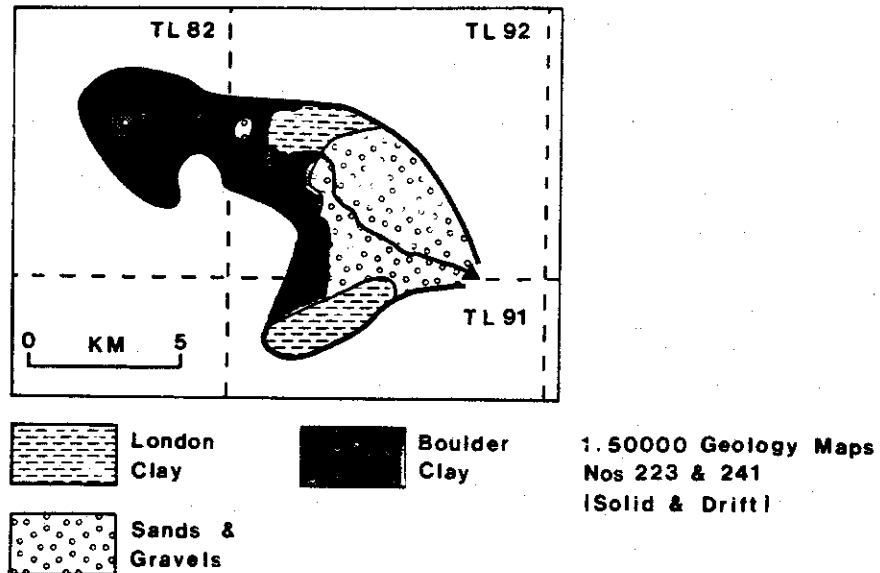 TL 82
TL 92
TL 91
0 KM 5
London
Clay
Boulder
Clay
1:50000 Geology Maps
Nos 223 & 241
(Solid & Drift)
Sands &
Gravels